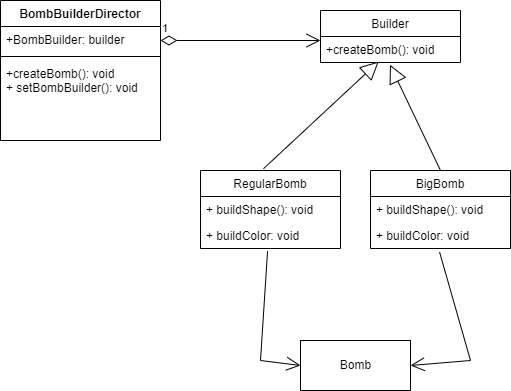 BombBuilderDirector
+BombBuilder: builder
+createBomb(): void
+ setBombBuilder(): void
1
Builder
+createBomb(): void
RegularBomb
+ buildShape(): void
+ buildColor: void
BigBomb
+ buildShape(): void
+ buildColor: void
Bomb